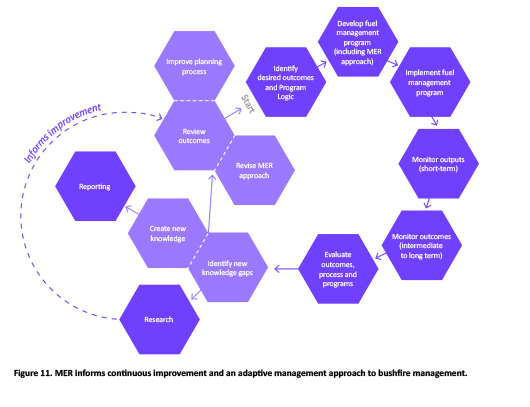 Develop fuel
management
program
(including MER
approach)
Improve planning
process
Identify
desired outcomes
and Program
Logic
Implement fuel
management
program
Start
Informs improvement
Review
outcomes
Revise MER
approach
Monitor outputs
(short-term)
Reporting
Create new
knowledge
Monitor outcomes
(intermediate
to long term)
Identify new
knowledge gaps
Evaluate
outcomes,
process and
programs
Research
Figure 11. MER informs continuous improvement and an adaptive management approach to bushfire management.